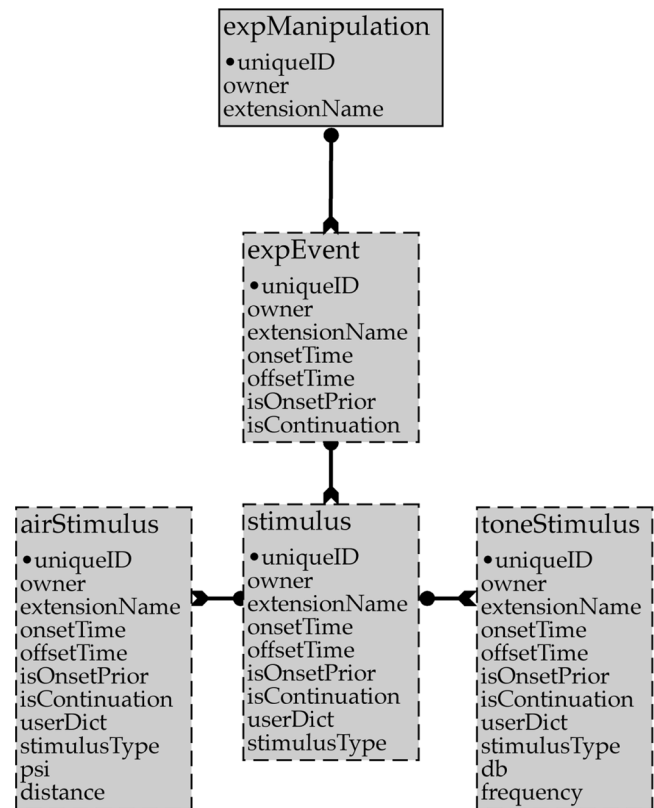 expManipulation
•uniqueID
owner
extensionName
expEvent
•uniqueID
owner
extensionName
onsetTime
offsetTime
isOnsetPrior
isContinuation
airStimulus
•uniqueID
owner
extensionName
onsetTime
offsetTime
isOnsetPrior
isContinuation
userDict
stimulusType
psi
distance
stimulus
•uniqueID
owner
extensionName
onsetTime
offsetTime
isOnsetPrior
isContinuation
userDict
stimulusType
toneStimulus
•uniqueID
owner
extensionName
onsetTime
offsetTime
isOnsetPrior
isContinuation
userDict
stimulusType
db
frequency